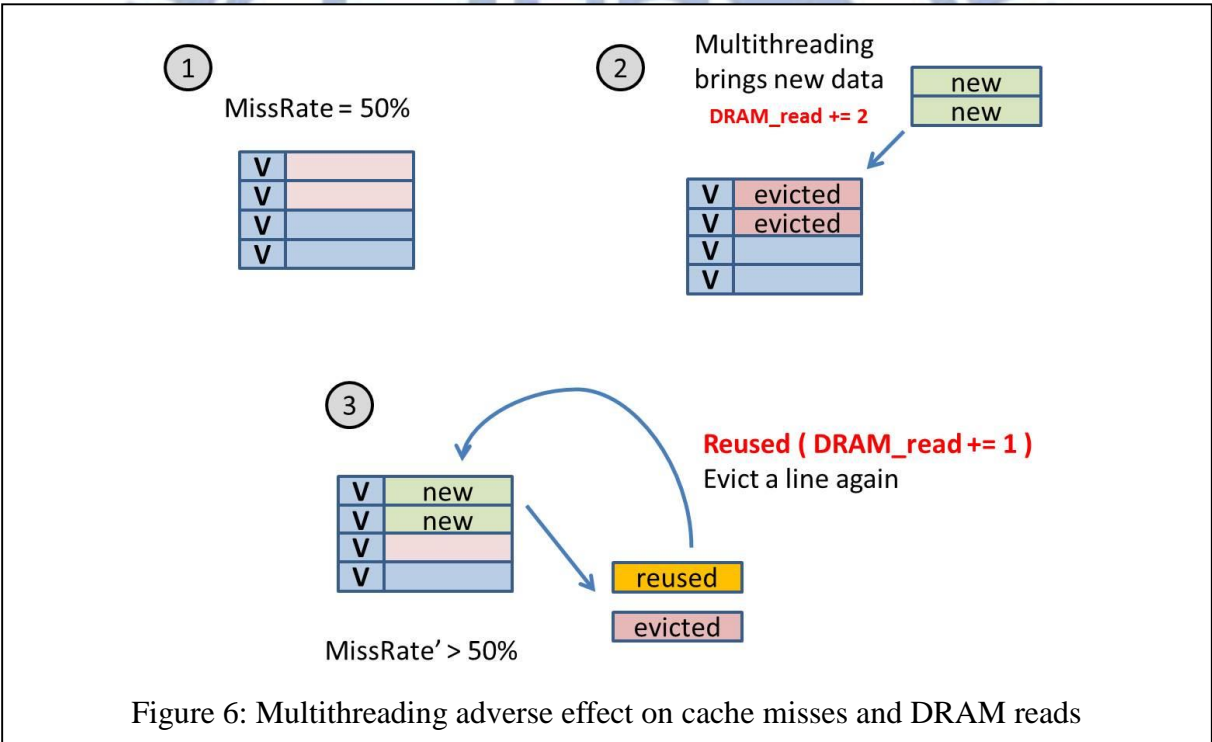 1
MissRate = 50%
V
V
V
V
2
Multithreading
brings new data
DRAM_read += 2
new
new
V evicted
V evicted
V
V
3
V new
V new
V
V
MissRate’ > 50%
Reused ( DRAM_read += 1 )
Evict a line again
reused
evicted
Figure 6: Multithreading adverse effect on cache misses and DRAM reads